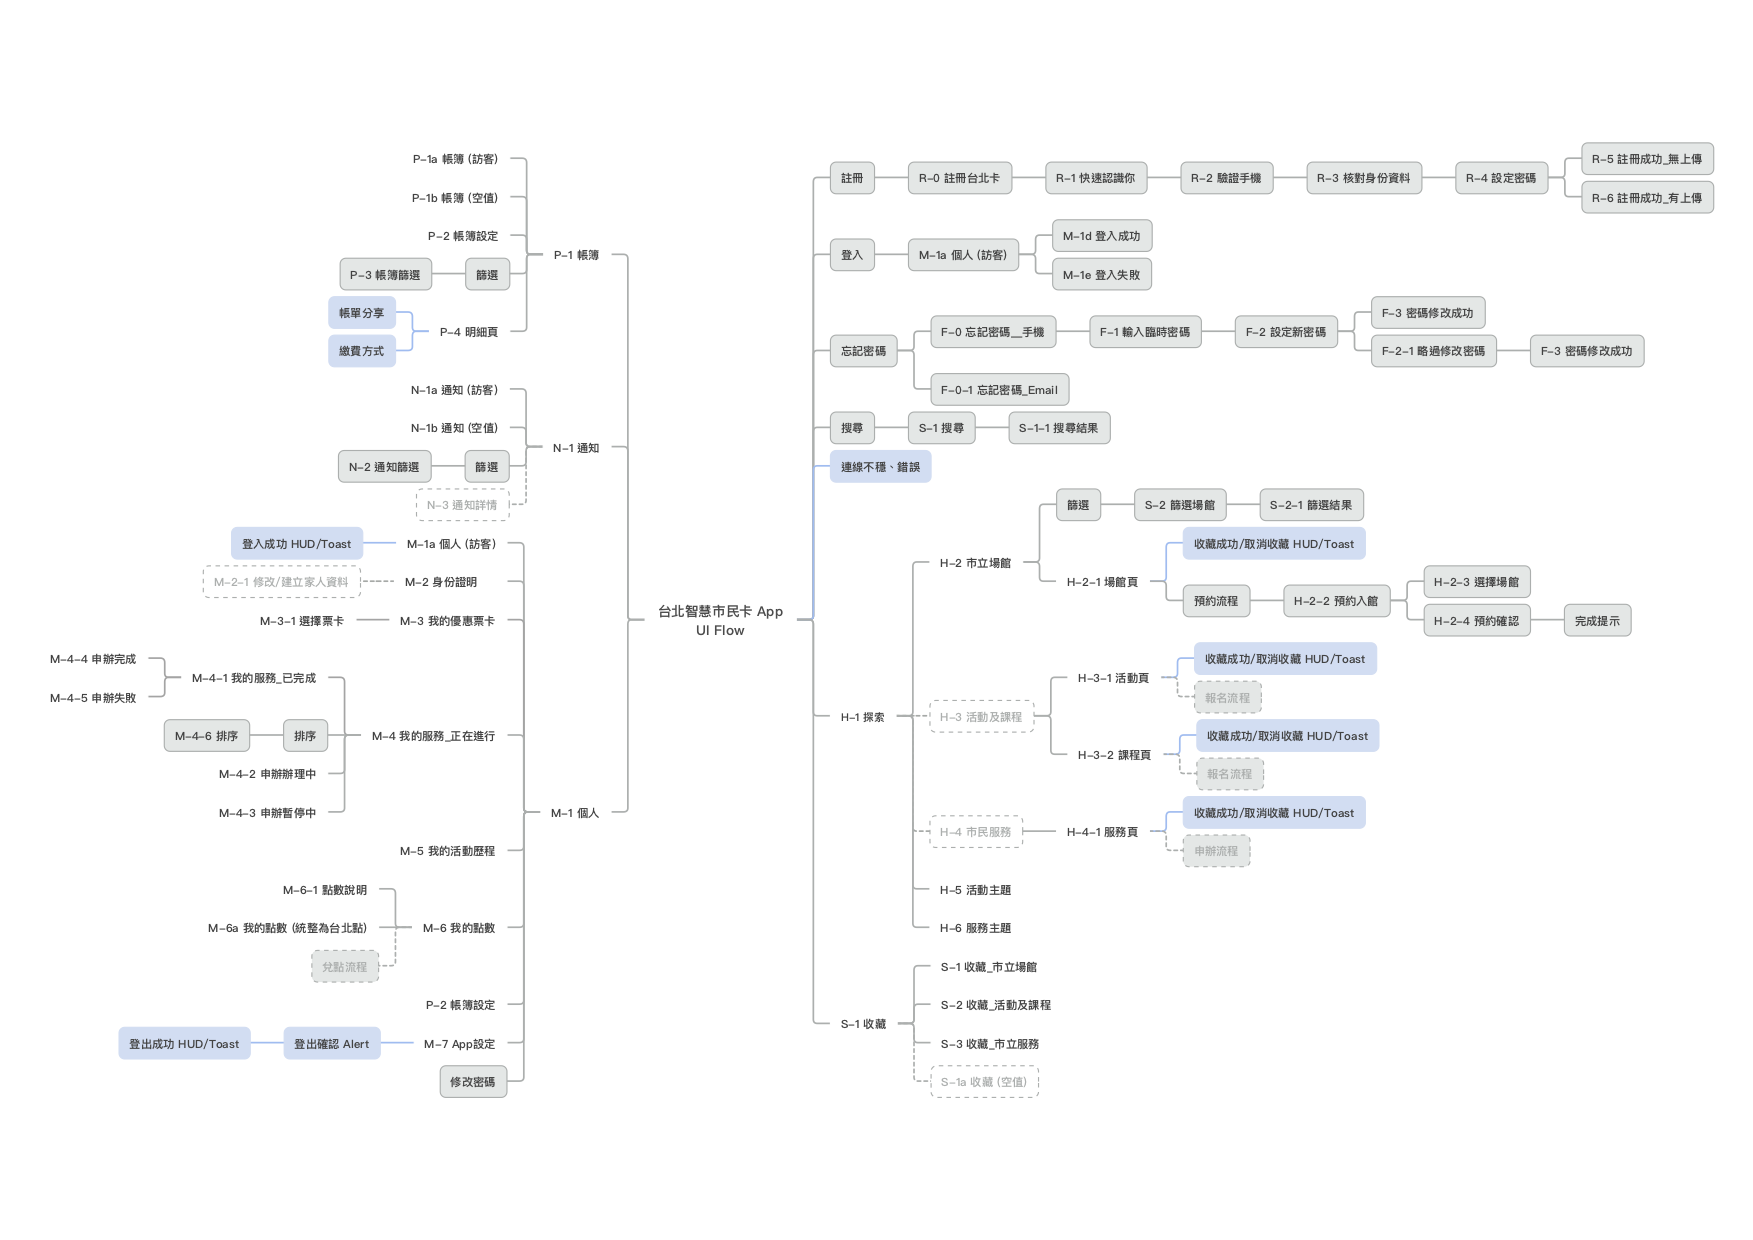 台北智慧市民卡 App
UI Flow
P-1 帳簿
P-1a 帳簿 (訪客)
P-1b 帳簿 (空值)
P-2 帳簿設定
篩選
P-3 帳簿篩選
P-4 明細頁
帳單分享
繳費方式
N-1 通知
N-1a 通知 (訪客)
N-1b 通知 (空值)
篩選
N-2 通知篩選
N-3 通知詳情
M-1 個人
M-1a 個人 (訪客)
登入成功 HUD/Toast
M-2 身份證明
M-2-1 修改/建立家人資料
M-3 我的優惠票卡
M-3-1 選擇票卡
M-4 我的服務_正在進行
M-4-1 我的服務_已完成
M-4-4 申辦完成
M-4-5 申辦失敗
排序
M-4-6 排序
M-4-2 申辦辦理中
M-4-3 申辦暫停中
M-5 我的活動歷程
M-6 我的點數
M-6-1 點數說明
M-6a 我的點數 (統整為台北點)
兌點流程
P-2 帳簿設定
M-7 App設定
登出確認 Alert
登出成功 HUD/Toast
修改密碼
註冊
R-0 註冊台北卡
R-1 快速認識你
R-2 驗證手機
R-3 核對身份資料
R-4 設定密碼
R-5 註冊成功_無上傳
R-6 註冊成功_有上傳
登入
M-1a 個人 (訪客)
M-1d 登入成功
M-1e 登入失敗
忘記密碼
F-0 忘記密碼__手機
F-1 輸入臨時密碼
F-2 設定新密碼
F-3 密碼修改成功
F-2-1 略過修改密碼
F-3 密碼修改成功
F-0-1 忘記密碼_Email
搜尋
S-1 搜尋
S-1-1 搜尋結果
連線不穩、錯誤
H-1 探索
H-2 市立場館
篩選
S-2 篩選場館
S-2-1 篩選結果
H-2-1 場館頁
收藏成功/取消收藏 HUD/Toast
預約流程
H-2-2 預約入館
H-2-3 選擇場館
H-2-4 預約確認
完成提示
H-3 活動及課程
H-3-1 活動頁
收藏成功/取消收藏 HUD/Toast
報名流程
H-3-2 課程頁
收藏成功/取消收藏 HUD/Toast
報名流程
H-4 市民服務
H-4-1 服務頁
收藏成功/取消收藏 HUD/Toast
申辦流程
H-5 活動主題
H-6 服務主題
S-1 收藏
S-1 收藏_市立場館
S-2 收藏_活動及課程
S-3 收藏_市立服務
S-1a 收藏 (空值)